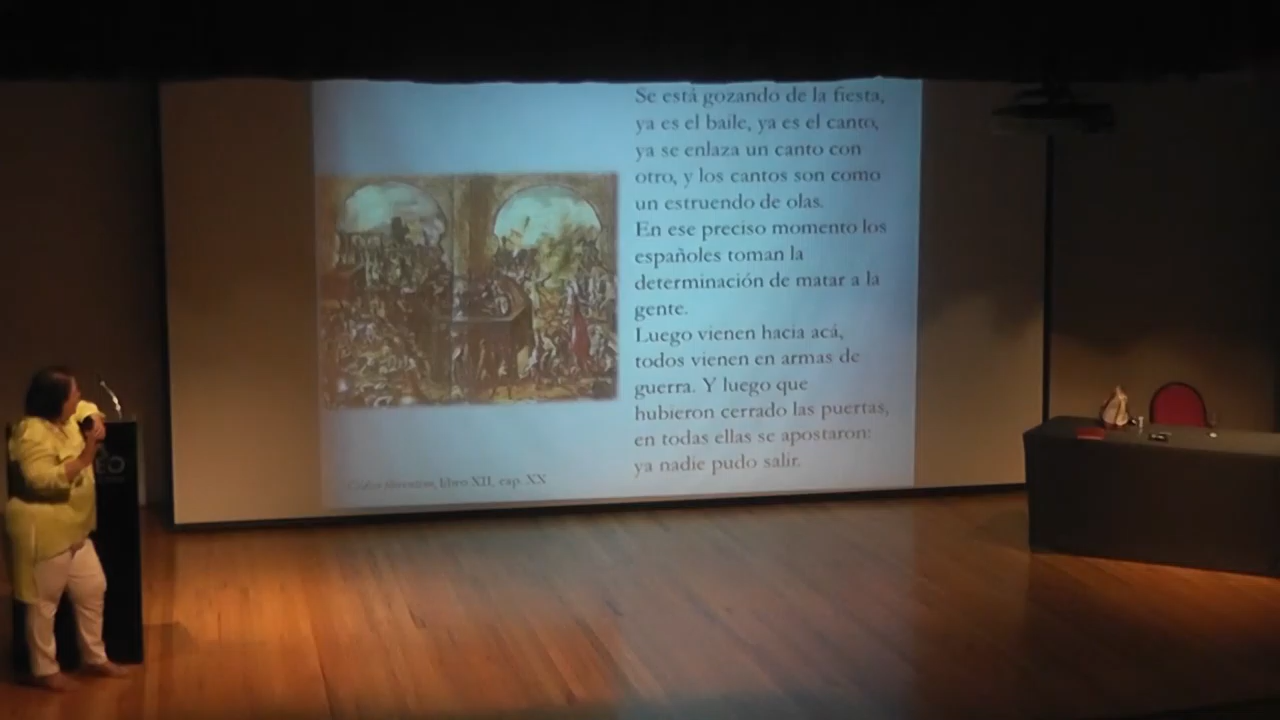 Se está gozando de la fiesta,
ya es el baile, ya es el canto,
ya se enlaza un canto con
otro, y los cantos son como
un estruendo de olas.
En ese preciso momento los
españoles toman la
determinación de matar a la
gente.
Luego vienen hacia acá,
todos vienen en armas de
guerra. Y luego que
hubieron cerrado las puertas,
en todas ellas se apostaron:
ya nadie pudo salir.
libro XII, cap. XX